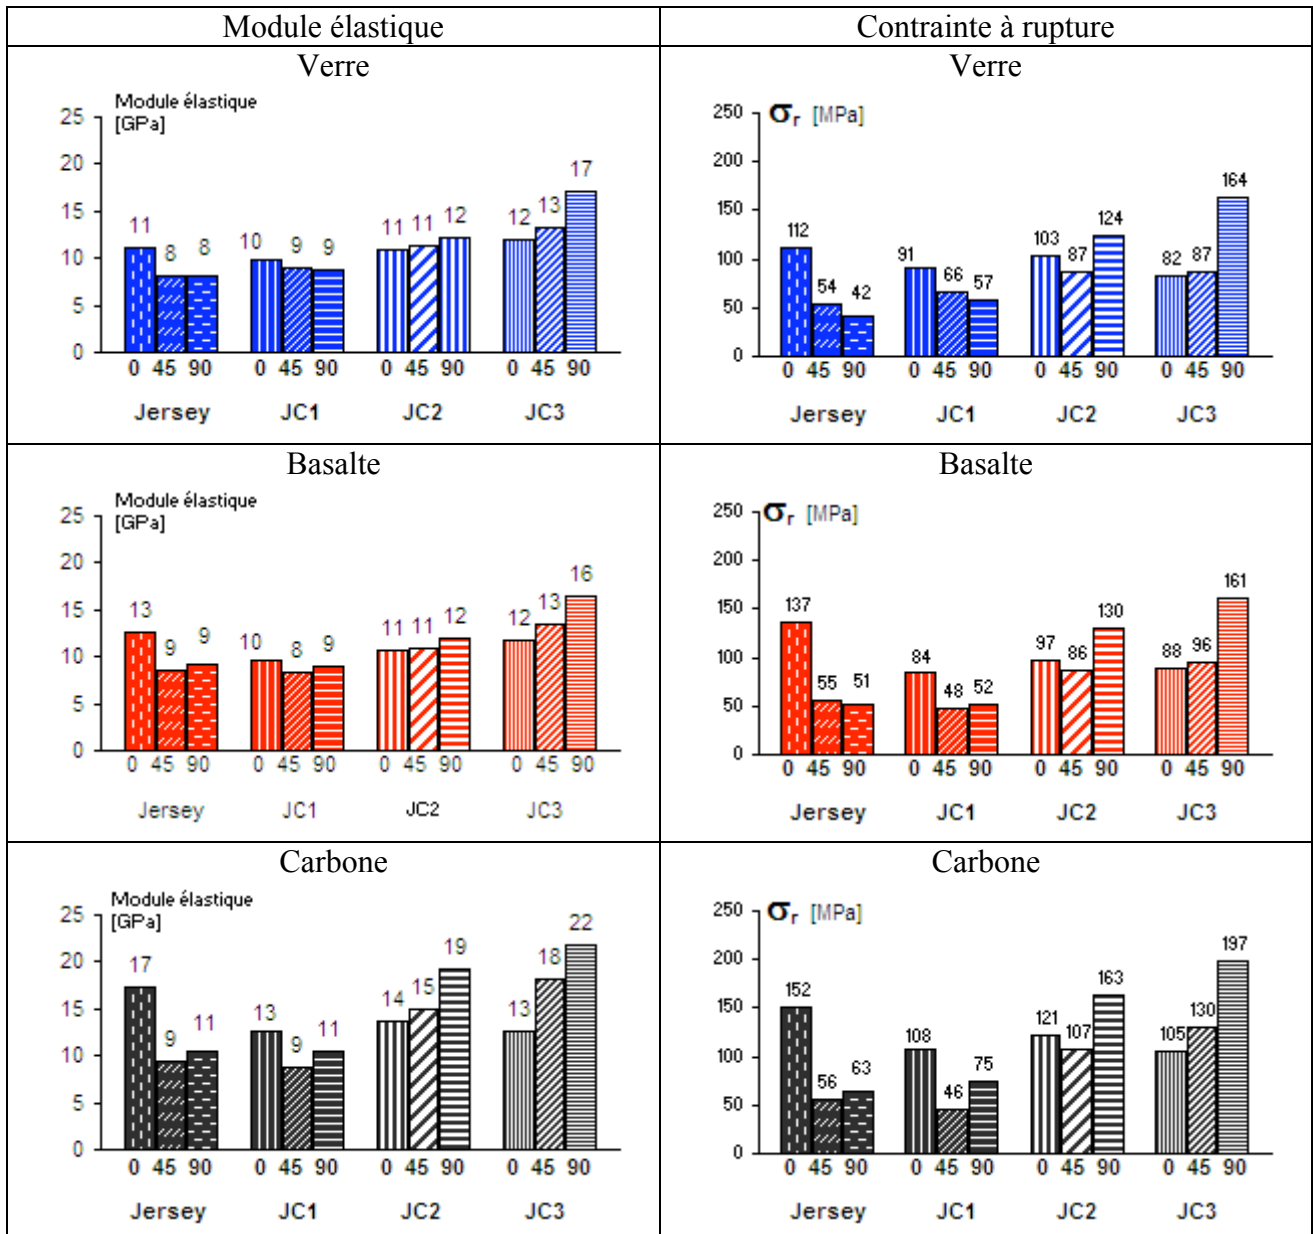 Module élastique
Contrainte à rupture
Verre
Module élastique
[GPa]
25
20
15
10
5
0
11 8 8 10 9 9 11 11 12 12 13 17
0 45 90 0 45 90 0 45 90 0 45 90
Jersey JC1 JC2 JC3
Verre
σr [MPa]
250
200
150
100
50
0
112 54 42 91 66 57 103 87 124 82 87 164
0 45 90 0 45 90 0 45 90 0 45 90
Jersey JC1 JC2 JC3
Basalte
Module élastique
[GPa]
25
20
15
10
5
0
13 9 9 10 8 9 11 11 12 12 13 16
0 45 90 0 45 90 0 45 90 0 45 90
Jersey JC1 JC2 JC3
Basalte
σr [MPa]
250
200
150
100
50
0
137 55 51 84 48 52 97 86 130 88 96 161
0 45 90 0 45 90 0 45 90 0 45 90
Jersey JC1 JC2 JC3
Carbone
Module élastique
[GPa]
25
20
15
10
5
0
17 9 11 13 9 11 14 15 19 13 18 22
0 45 90 0 45 90 0 45 90 0 45 90
Jersey JC1 JC2 JC3
Carbone
σr [MPa]
250
200
150
100
50
0
152 56 63 108 46 75 121 107 163 105 130 197
0 45 90 0 45 90 0 45 90 0 45 90
Jersey JC1 JC2 JC3